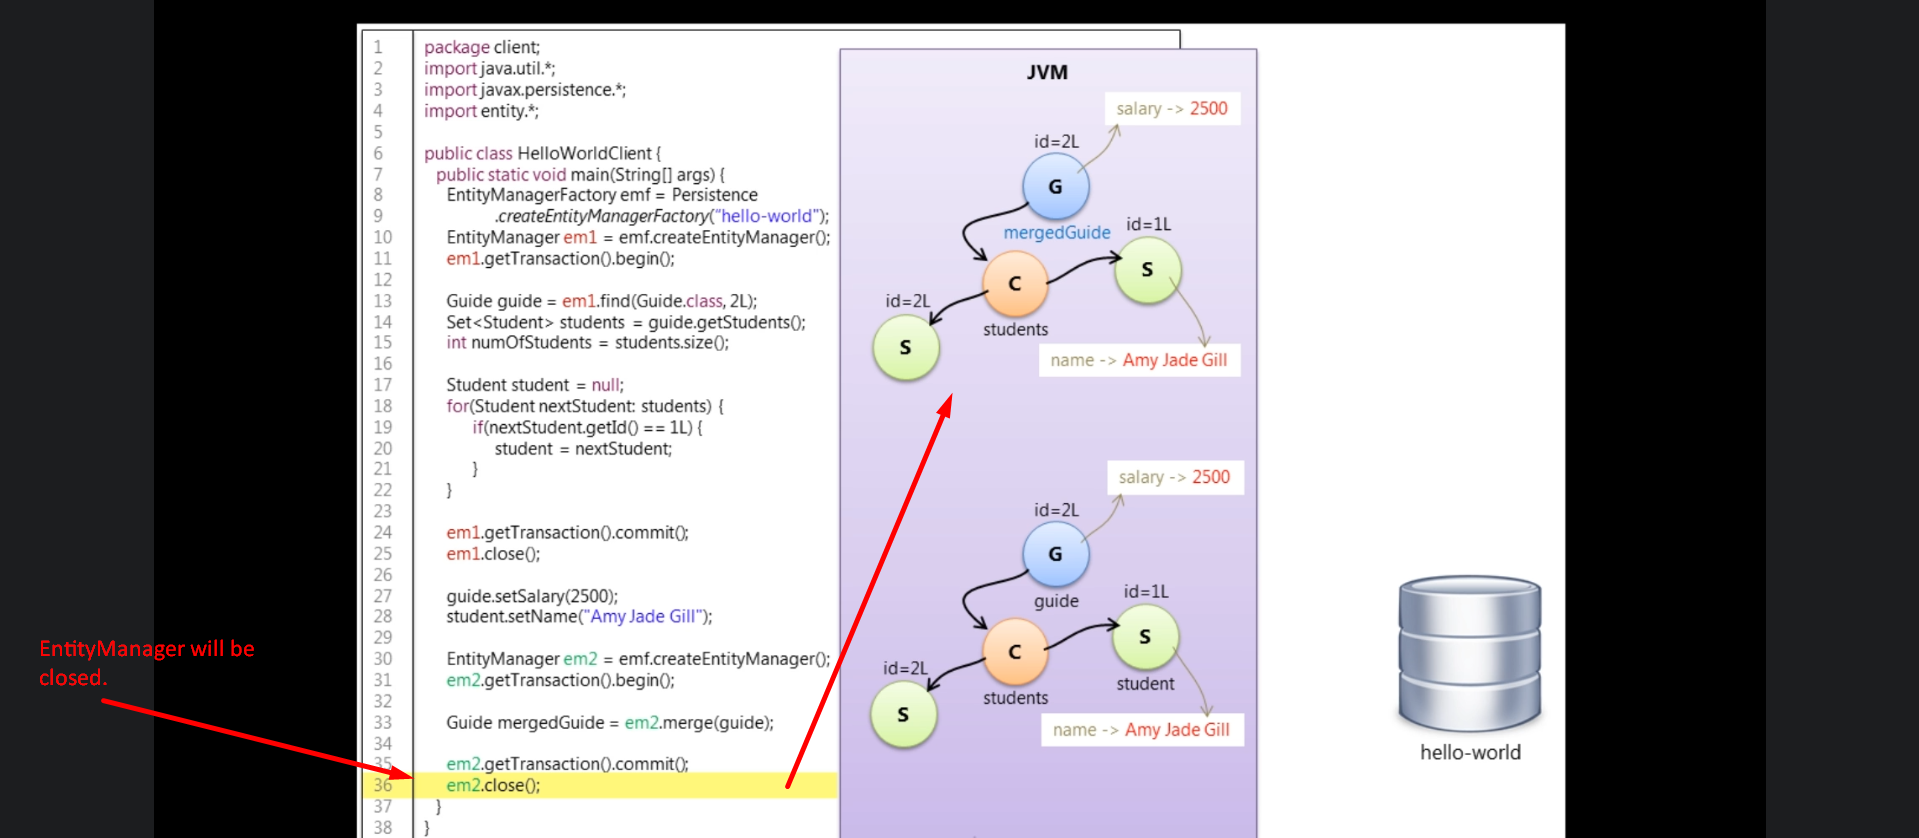 1 package client;
2 import java.util.*;
3 import javax.persistence.*;
4 import entity.*;
5
6 public class HelloWorldClient {
7 public static void main(String[] args) {
8 EntityManagerFactory emf = Persistence
9 .createEntityManagerFactory("hello-world");
10 EntityManager em1 = emf.createEntityManager();
11 em1.getTransaction().begin();
12
13 Guide guide = em1.find(Guide.class, 2L);
14 Set<Student> students = guide.getStudents();
15 int numOfStudents = students.size();
16
17 Student student = null;
18 for(Student nextStudent: students) {
19 if(nextStudent.getId() == 1L) {
20 student = nextStudent;
21 }
22 }
23
24 em1.getTransaction().commit();
25 em1.close();
26
27 guide.setSalary(2500);
28 student.setName("Amy Jade Gill");
29
30 EntityManager em2 = emf.createEntityManager();
31 em2.getTransaction().begin();
32
33 Guide mergedGuide = em2.merge(guide);
34
35 em2.getTransaction().commit();
36 em2.close();
37 }
38 }
EntityManager will be
closed.
JVM
salary -> 2500
id=2L
G
mergedGuide
id=1L
S
C
id=2L
students
S
name -> Amy Jade Gill
salary -> 2500
id=2L
G
guide
id=1L
S
C
id=2L
student
students
S
name -> Amy Jade Gill
hello-world